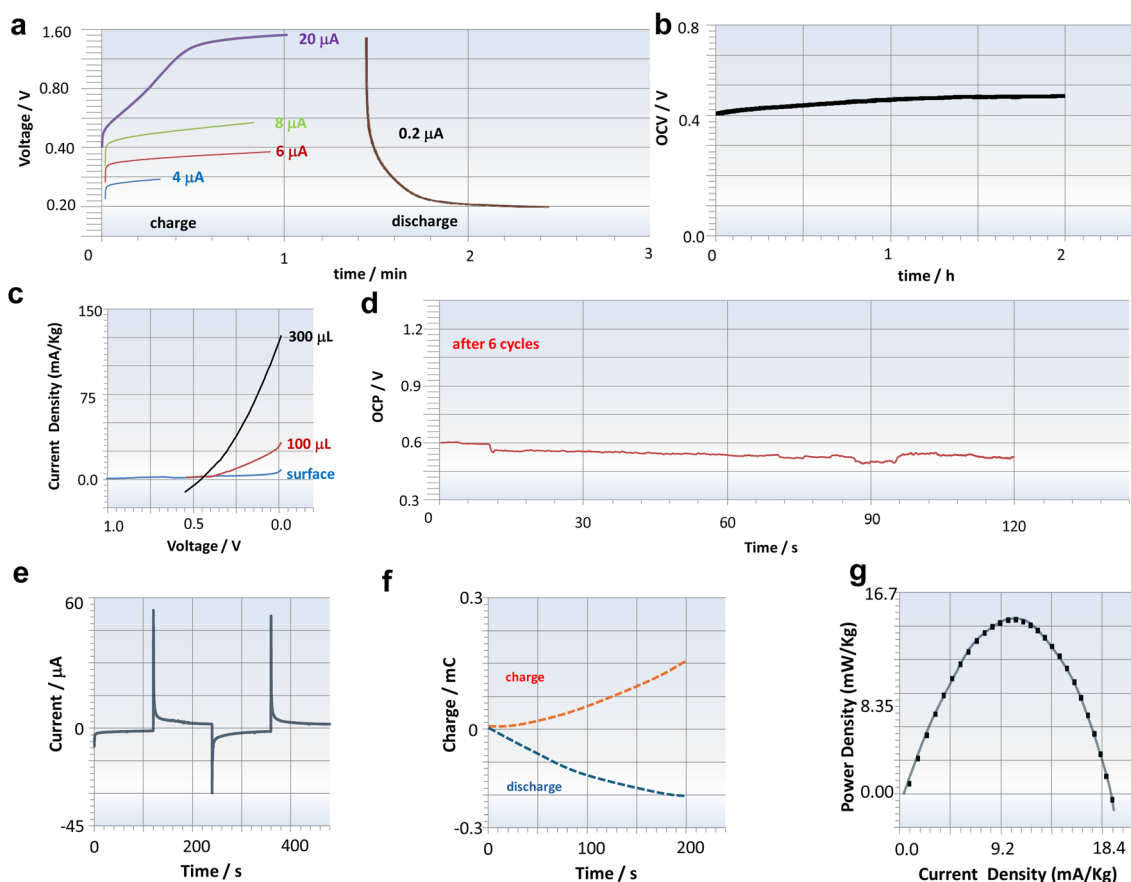 a
1.60
0.80
0.40
0.20
Voltage / V
20 μA
8 μA
6 μA
4 μA
0.2 μA
charge
discharge
0
1
2
3
time / min
b
0.8
0.4
0.0
OCV / V
0
1
2
time / h
c
150
75
0.0
Current Density (mA/Kg)
300 μL
100 μL
surface
1.0
0.5
0.0
Voltage / V
d
1.2
0.9
0.6
0.3
OCP / V
after 6 cycles
0
30
60
90
120
Time / s
e
60
0
-45
Current / μA
0
200
400
Time / s
f
0.3
0
-0.3
Charge / mC
charge
discharge
0
100
200
Time / s
g
16.7
8.35
0.00
Power Density (mW/Kg)
0.0
9.2
18.4
Current Density (mA/Kg)